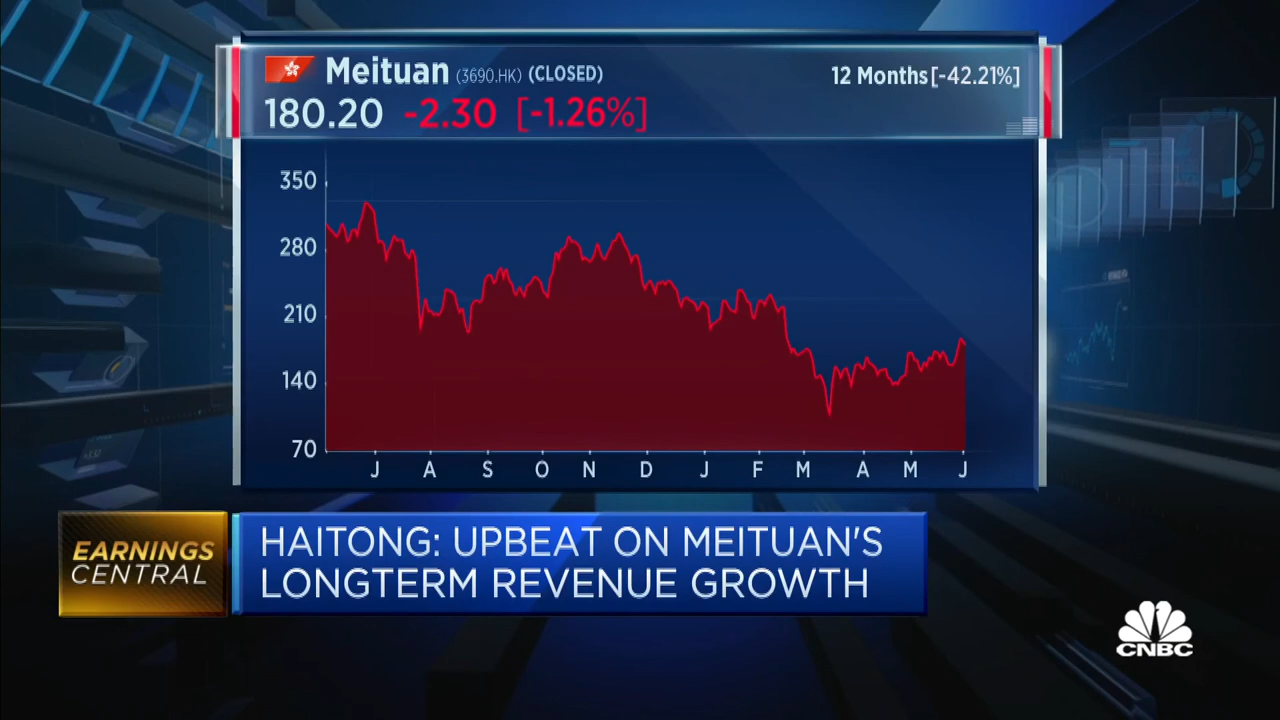 Meituan (3690.HK) (CLOSED) 12 Months[-42.21%]
180.20 -2.30 [-1.26%]
350
280
210
140
70
J A S O N D J F M A M J
EARNINGS
CENTRAL
HAITONG: UPBEAT ON MEITUAN'S
LONGTERM REVENUE GROWTH
CNBC